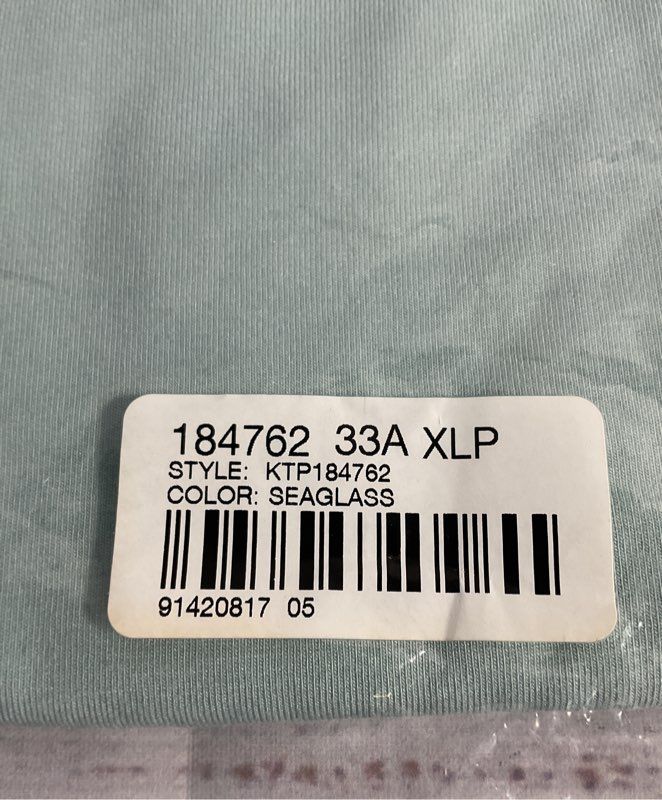 184762 33A XLP
STYLE: KTP184762
COLOR: SEAGLASS
91420817 05